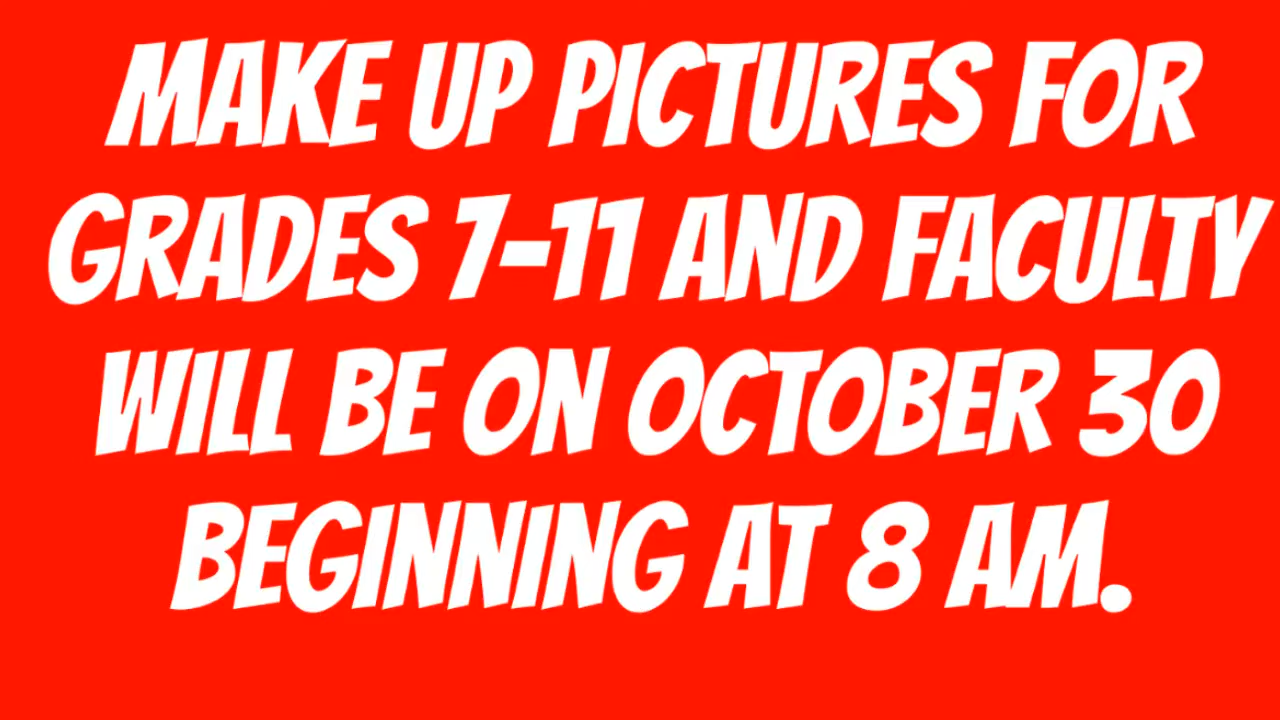 MAKE UP PICTURES FOR
GRADES 7-11 AND FACULTY
WILL BE ON OCTOBER 30
BEGINNING AT 8 AM.